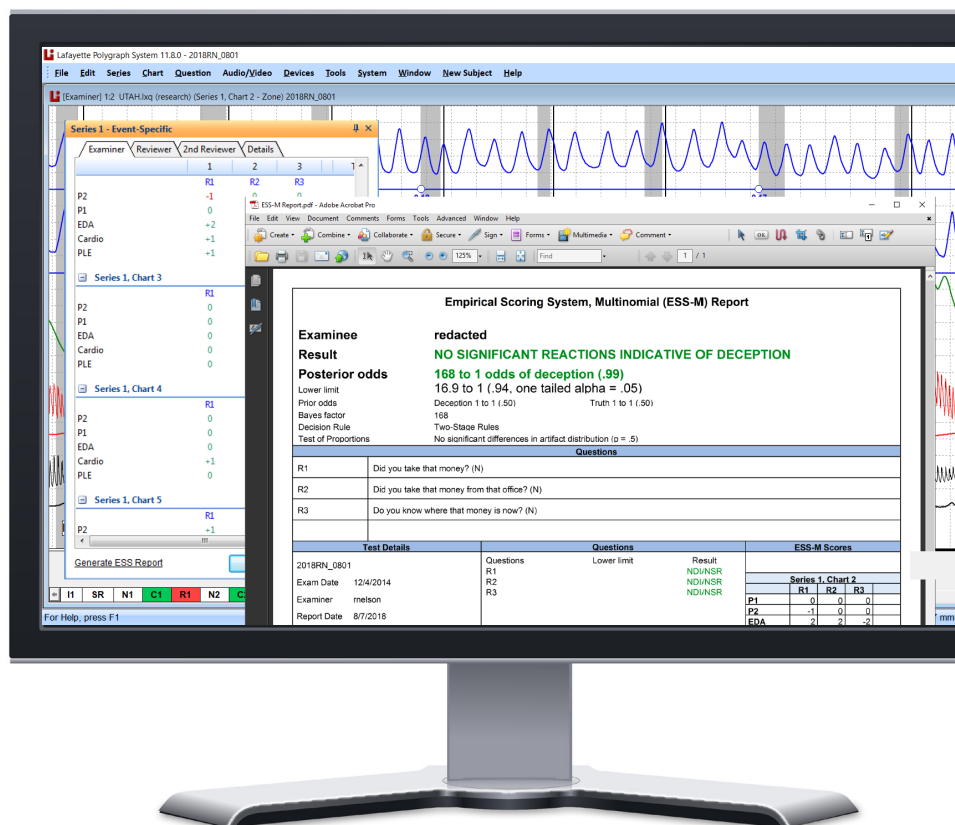 Lafayette Polygraph System 11.8.0 - 2018RN_0801
File Edit Series Chart Question Audio/Video Devices Tools System Window New Subject Help
[Examiner] 1:2 UTAH.lxq (research) (Series 1, Chart 2 - Zone) 2018RN_0801
Series 1 - Event-Specific
Examiner Reviewer 2nd Reviewer Details
1 2 3
R1 R2 R3
P2 -1 0 0
P1 0
EDA +2
Cardio +1
PLE +1
Series 1, Chart 3
R1
P2 0
P1 0
EDA 0
Cardio 0
PLE 0
Series 1, Chart 4
R1
P2 0
P1 0
EDA 0
Cardio +1
PLE 0
Series 1, Chart 5
R1
P2 +1
Generate ESS Report
I1 SR N1 C1 R1 N2
For Help, press F1
ESS-M Report.pdf - Adobe Acrobat Pro
File Edit View Document Comments Forms Tools Advanced Window Help
Create Combine Collaborate Secure Sign Forms Multimedia Comment
125% Find 1 / 1
Empirical Scoring System, Multinomial (ESS-M) Report
Examinee redacted
Result NO SIGNIFICANT REACTIONS INDICATIVE OF DECEPTION
Posterior odds 168 to 1 odds of deception (.99)
Lower limit 16.9 to 1 (.94, one tailed alpha = .05)
Prior odds Deception 1 to 1 (.50) Truth 1 to 1 (.50)
Bayes factor 168
Decision Rule Two-Stage Rules
Test of Proportions No significant differences in artifact distribution (p = .5)
Questions
R1 Did you take that money? (N)
R2 Did you take that money from that office? (N)
R3 Do you know where that money is now? (N)
Test Details Questions ESS-M Scores
2018RN_0801
Exam Date 12/4/2014
Examiner rnelson
Report Date 8/7/2018
Questions Lower limit Result
R1 NDI/NSR
R2 NDI/NSR
R3 NDI/NSR
Series 1, Chart 2
R1 R2 R3
P1 0 0 0
P2 -1 0 0
EDA 2 2 -2
mm